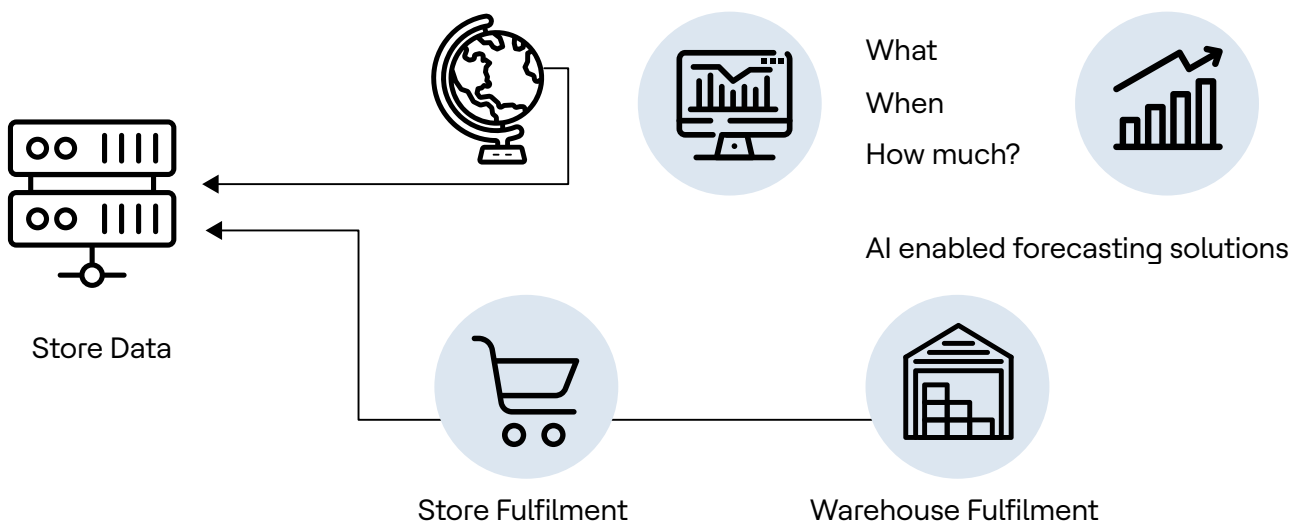 What
When
How much?
AI enabled forecasting solutions
Store Data
Store Fulfilment
Warehouse Fulfilment